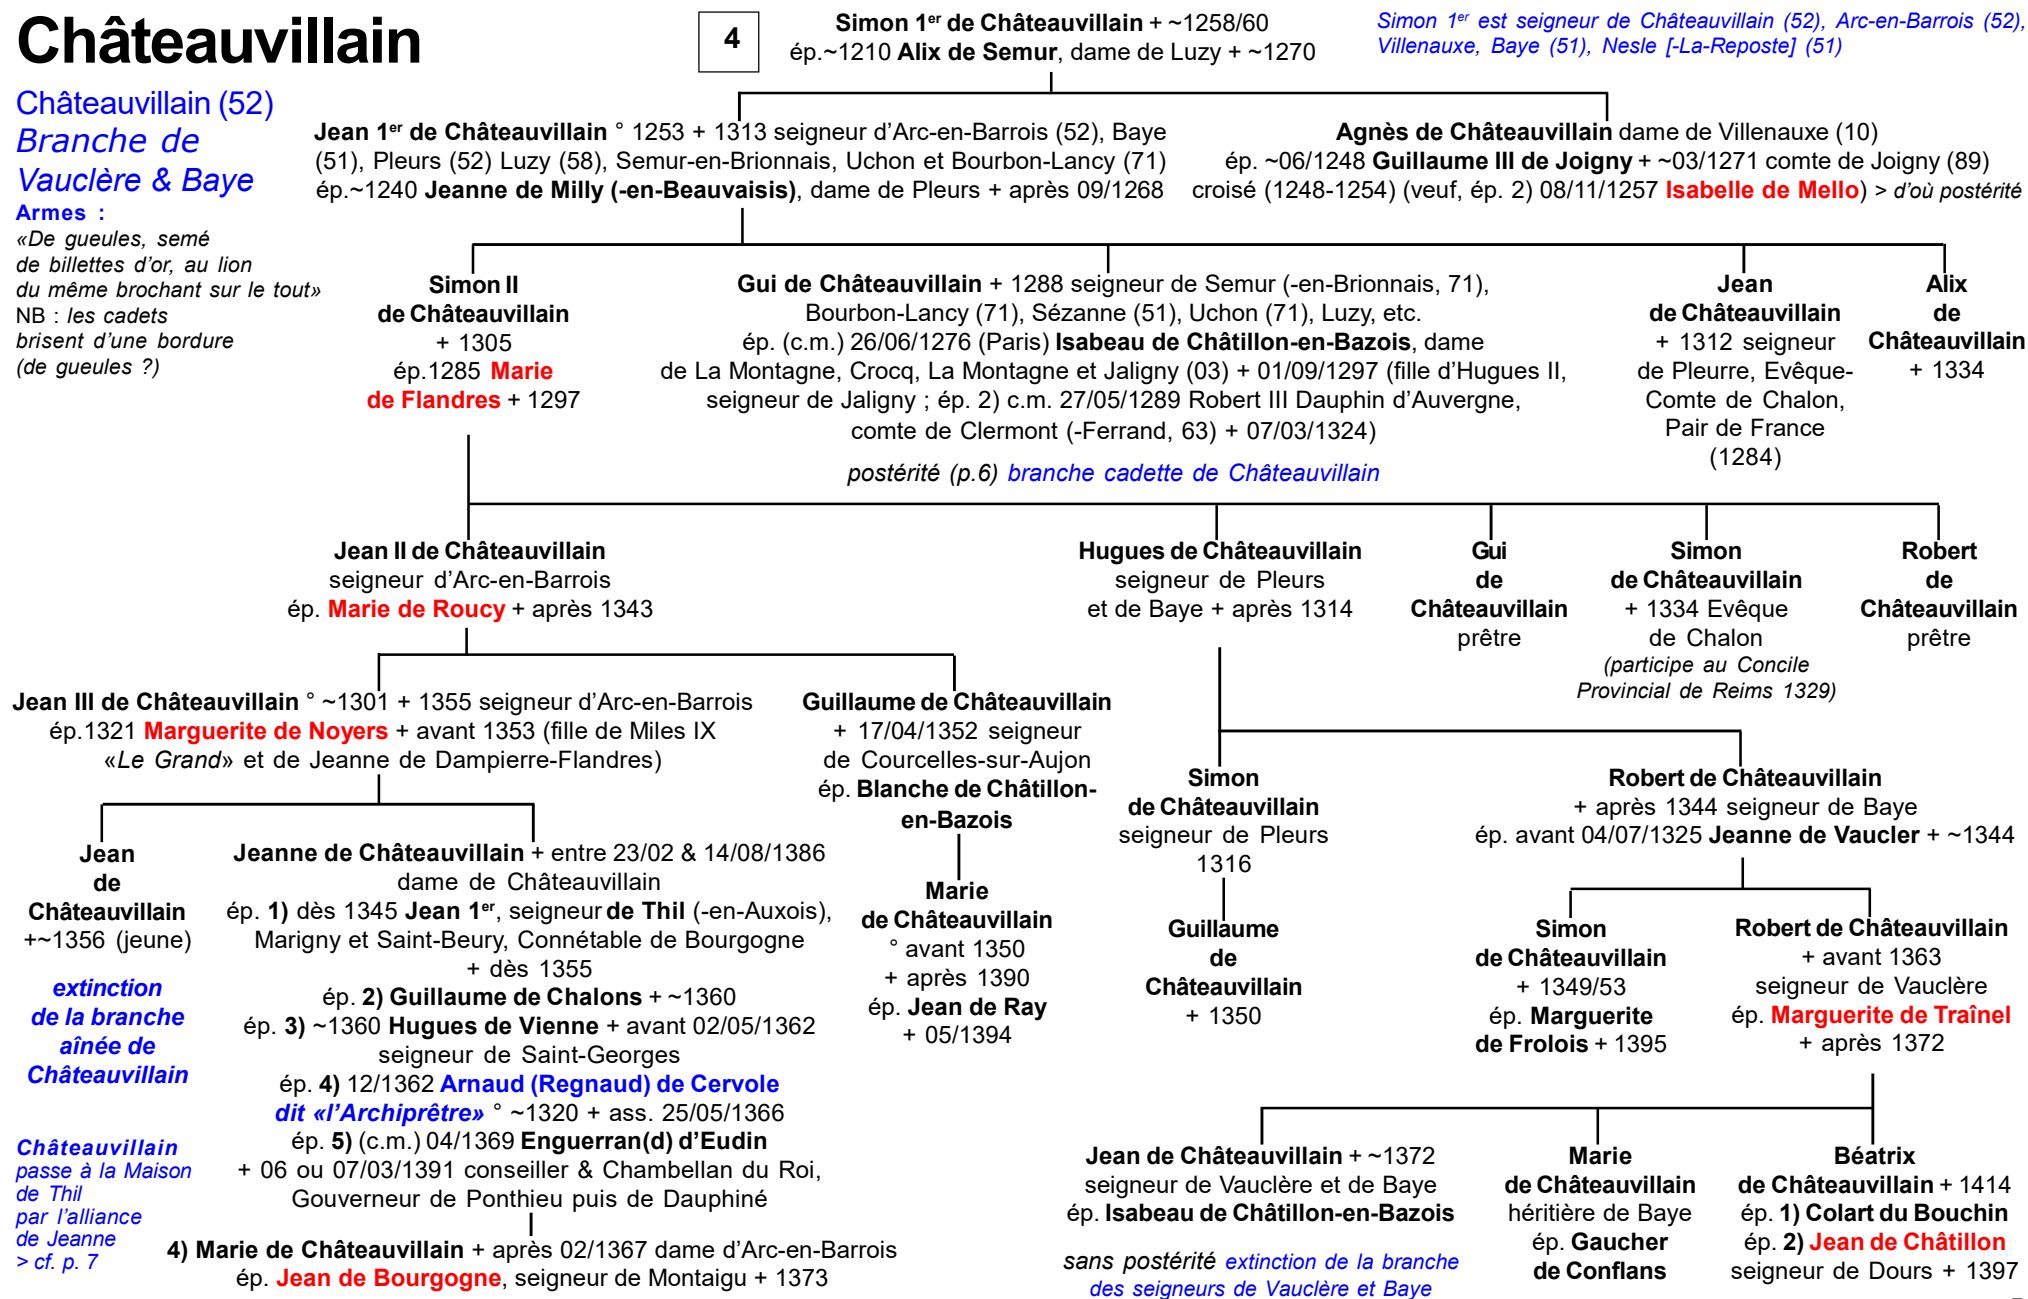 Châteauvillain
4
Simon 1er de Châteauvillain + ~1258/60
ép.~1210 Alix de Semur, dame de Luzy + ~1270
Simon 1er est seigneur de Châteauvillain (52), Arc-en-Barrois (52),
Villenauxe, Baye (51), Nesle [-La-Reposte] (51)
Châteauvillain (52)
Branche de
Vauclère & Baye
Armes :
«De gueules, semé
de billettes d'or, au lion
du même brochant sur le tout»
NB : les cadets
brisent d'une bordure
(de gueules ?)
Jean 1er de Châteauvillain ° 1253 + 1313 seigneur d'Arc-en-Barrois (52), Baye
(51), Pleurs (52) Luzy (58), Semur-en-Brionnais, Uchon et Bourbon-Lancy (71)
ép.~1240 Jeanne de Milly (-en-Beauvaisis), dame de Pleurs + après 09/1268
Agnès de Châteauvillain dame de Villenauxe (10)
ép. ~06/1248 Guillaume III de Joigny + ~03/1271 comte de Joigny (89)
croisé (1248-1254) (veuf, ép. 2) 08/11/1257 Isabelle de Mello) > d'où postérité
Simon II
de Châteauvillain
+ 1305
ép.1285 Marie
de Flandres + 1297
Gui de Châteauvillain + 1288 seigneur de Semur (-en-Brionnais, 71),
Bourbon-Lancy (71), Sézanne (51), Uchon (71), Luzy, etc.
ép. (c.m.) 26/06/1276 (Paris) Isabeau de Châtillon-en-Bazois, dame
de La Montagne, Crocq, La Montagne et Jaligny (03) + 01/09/1297 (fille d'Hugues II,
seigneur de Jaligny ; ép. 2) c.m. 27/05/1289 Robert III Dauphin d'Auvergne,
comte de Clermont (-Ferrand, 63) + 07/03/1324)
postérité (p.6) branche cadette de Châteauvillain
Jean
de Châteauvillain
+ 1312 seigneur
de Pleurre, Evêque-
Comte de Chalon,
Pair de France
(1284)
Alix
de
Châteauvillain
+ 1334
Jean II de Châteauvillain
seigneur d'Arc-en-Barrois
ép. Marie de Roucy + après 1343
Hugues de Châteauvillain
seigneur de Pleurs
et de Baye + après 1314
Gui
de
Châteauvillain
prêtre
Simon
de Châteauvillain
+ 1334 Evêque
de Chalon
(participe au Concile
Provincial de Reims 1329)
Robert
de
Châteauvillain
prêtre
Jean III de Châteauvillain ° ~1301 + 1355 seigneur d'Arc-en-Barrois
ép.1321 Marguerite de Noyers + avant 1353 (fille de Miles IX
«Le Grand» et de Jeanne de Dampierre-Flandres)
Guillaume de Châteauvillain
+ 17/04/1352 seigneur
de Courcelles-sur-Aujon
ép. Blanche de Châtillon-
en-Bazois
Simon
de Châteauvillain
seigneur de Pleurs
1316
Robert de Châteauvillain
+ après 1344 seigneur de Baye
ép. avant 04/07/1325 Jeanne de Vaucler + ~1344
Jean
de
Châteauvillain
+~1356 (jeune)
extinction
de la branche
aînée de
Châteauvillain
Châteauvillain
passe à la Maison
de Thil
par l'alliance
de Jeanne
> cf. p. 7
Jeanne de Châteauvillain + entre 23/02 & 14/08/1386
dame de Châteauvillain
ép. 1) dès 1345 Jean 1er, seigneur de Thil (-en-Auxois),
Marigny et Saint-Beury, Connétable de Bourgogne
+ dès 1355
ép. 2) Guillaume de Chalons + ~1360
ép. 3) ~1360 Hugues de Vienne + avant 02/05/1362
seigneur de Saint-Georges
ép. 4) 12/1362 Arnaud (Regnaud) de Cervole
dit «l'Archiprêtre» ° ~1320 + ass. 25/05/1366
ép. 5) (c.m.) 04/1369 Enguerran(d) d'Eudin
+ 06 ou 07/03/1391 conseiller & Chambellan du Roi,
Gouverneur de Ponthieu puis de Dauphiné
4) Marie de Châteauvillain + après 02/1367 dame d'Arc-en-Barrois
ép. Jean de Bourgogne, seigneur de Montaigu + 1373
Marie
de Châteauvillain
° avant 1350
+ après 1390
ép. Jean de Ray
+ 05/1394
Guillaume
de
Châteauvillain
+ 1350
Simon
de Châteauvillain
+ 1349/53
ép. Marguerite
de Frolois + 1395
Robert de Châteauvillain
+ avant 1363
seigneur de Vauclère
ép. Marguerite de Traînel
+ après 1372
Jean de Châteauvillain + ~1372
seigneur de Vauclère et de Baye
ép. Isabeau de Châtillon-en-Bazois
sans postérité extinction de la branche
des seigneurs de Vauclère et Baye
Marie
de Châteauvillain
héritière de Baye
ép. Gaucher
de Conflans
Béatrix
de Châteauvillain + 1414
ép. 1) Colart du Bouchin
ép. 2) Jean de Châtillon
seigneur de Dours + 1397